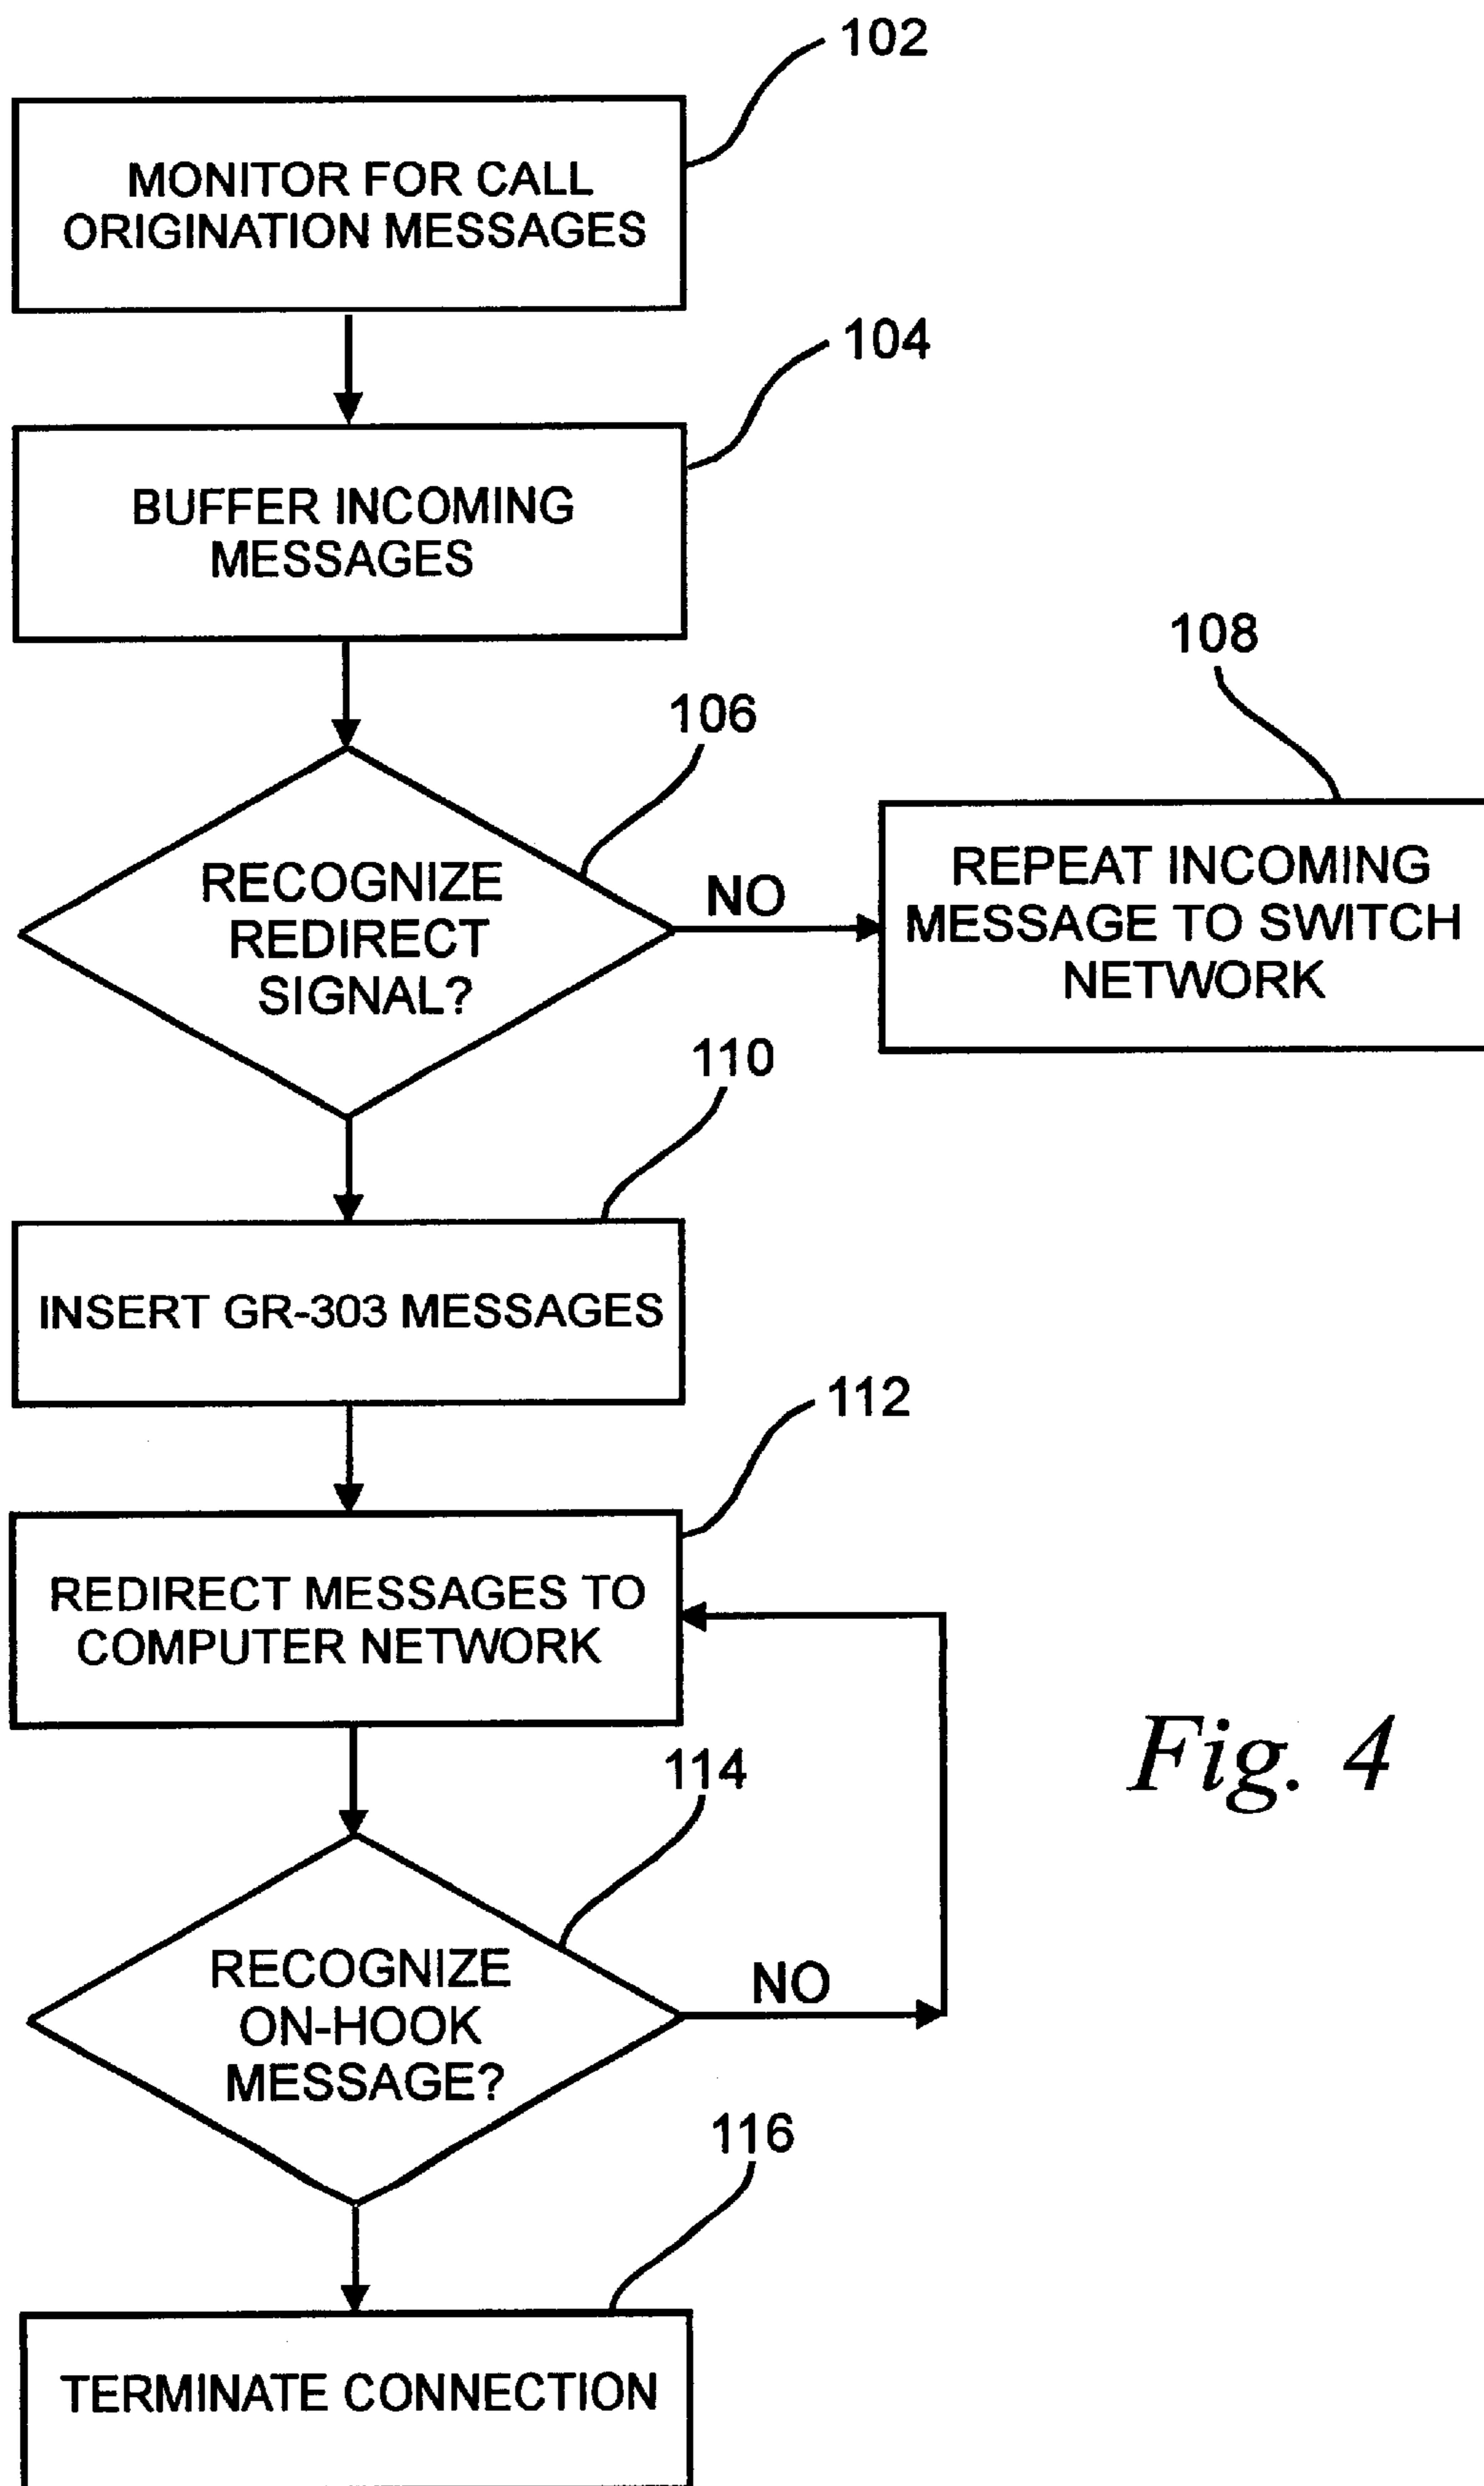 102
MONITOR FOR CALL
ORIGINATION MESSAGES
104
BUFFER INCOMING
MESSAGES
106
RECOGNIZE
REDIRECT
SIGNAL?
NO
108
REPEAT INCOMING
MESSAGE TO SWITCH
NETWORK
110
INSERT GR-303 MESSAGES
112
REDIRECT MESSAGES TO
COMPUTER NETWORK
Fig. 4
114
RECOGNIZE
ON-HOOK
MESSAGE?
NO
116
TERMINATE CONNECTION